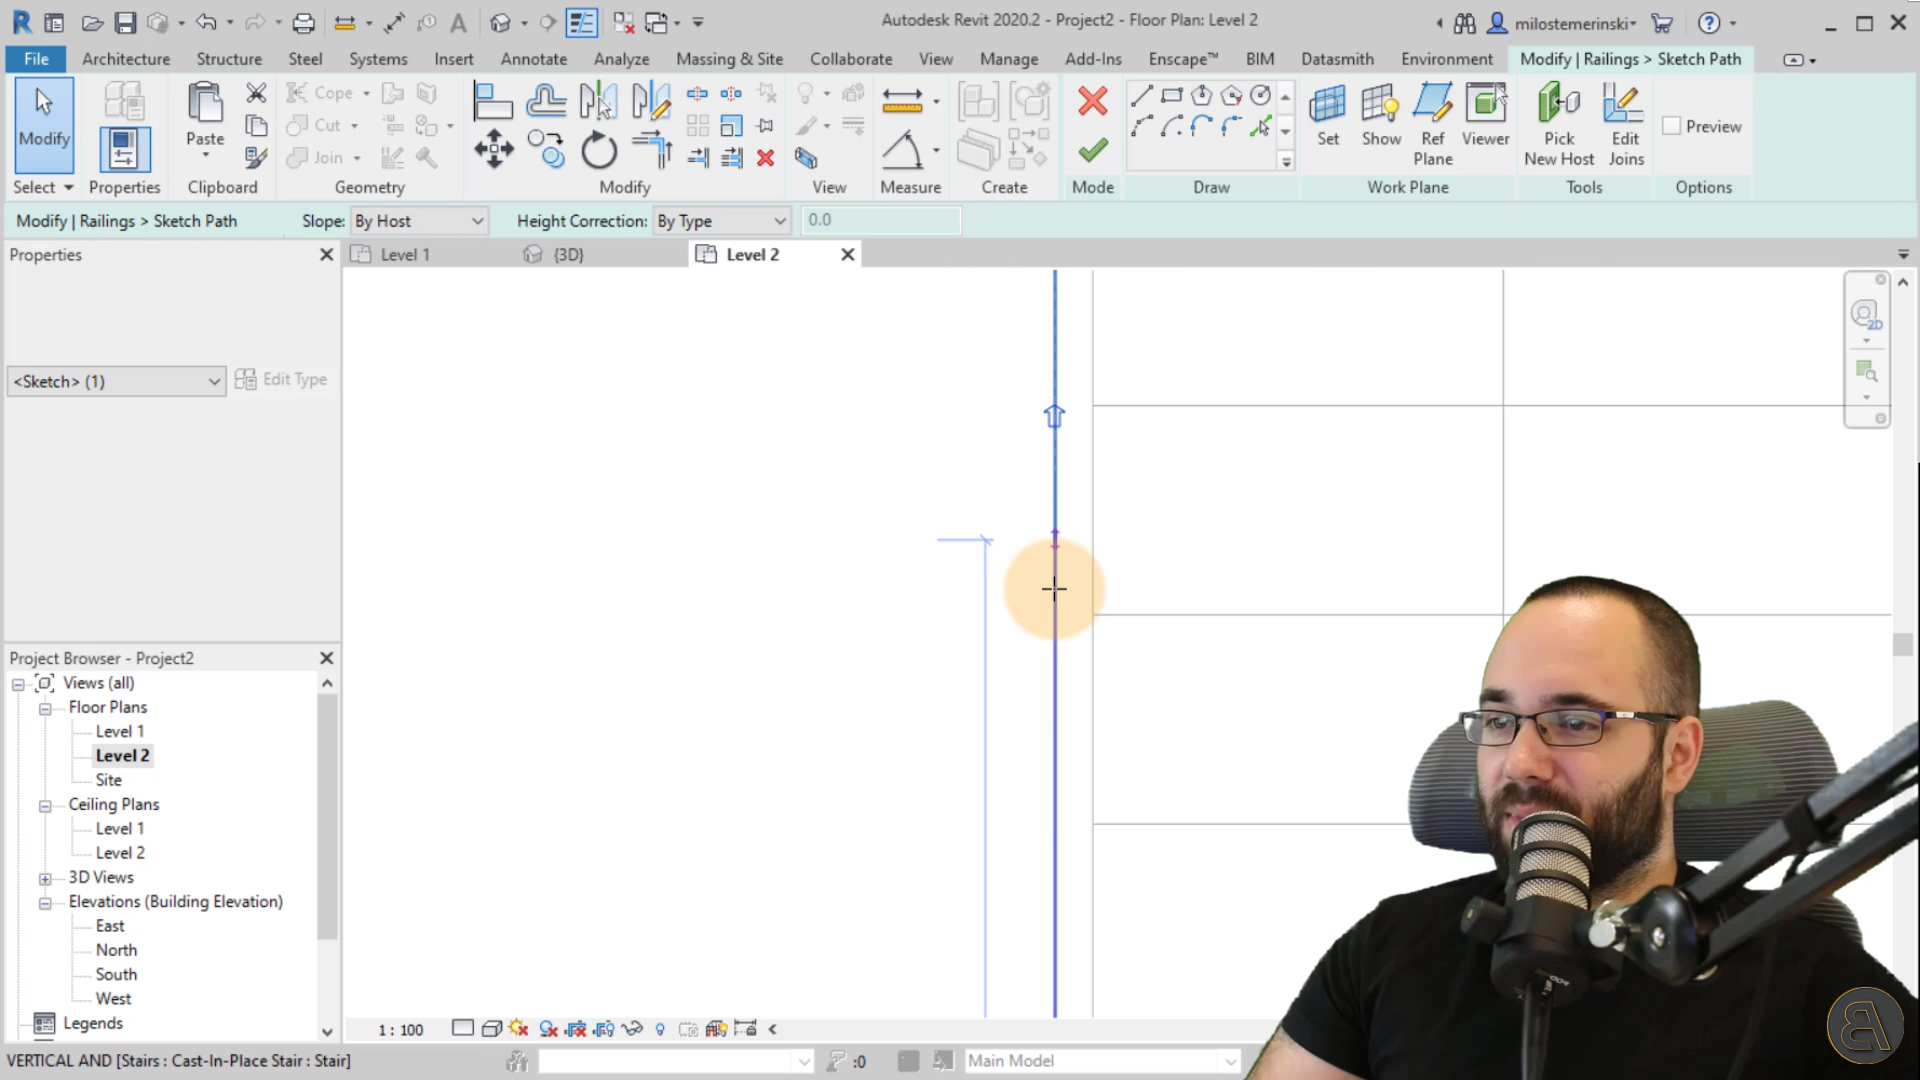 Autodesk Revit 2020.2 - Project2 - Floor Plan: Level 2
milostemerinski
File
Architecture
Structure
Steel
Systems
Insert
Annotate
Analyze
Massing & Site
Collaborate
View
Manage
Add-Ins
Enscape™
BIM
Datasmith
Environment
Modify | Railings > Sketch Path
Modify
Paste
Cope
Cut
Join
Set
Show
Ref
Plane
Viewer
Pick
New Host
Edit
Joins
Preview
Select
Properties
Clipboard
Geometry
Modify
View
Measure
Create
Mode
Draw
Work Plane
Tools
Options
Modify | Railings > Sketch Path
Slope: By Host
Height Correction: By Type
0.0
Properties
Level 1
{3D}
Level 2
<Sketch> (1)
Edit Type
2D
Project Browser - Project2
Views (all)
Floor Plans
Level 1
Level 2
Site
Ceiling Plans
Level 1
Level 2
3D Views
Elevations (Building Elevation)
East
North
South
West
Legends
1 : 100
VERTICAL AND [Stairs : Cast-In-Place Stair : Stair]
:0
Main Model